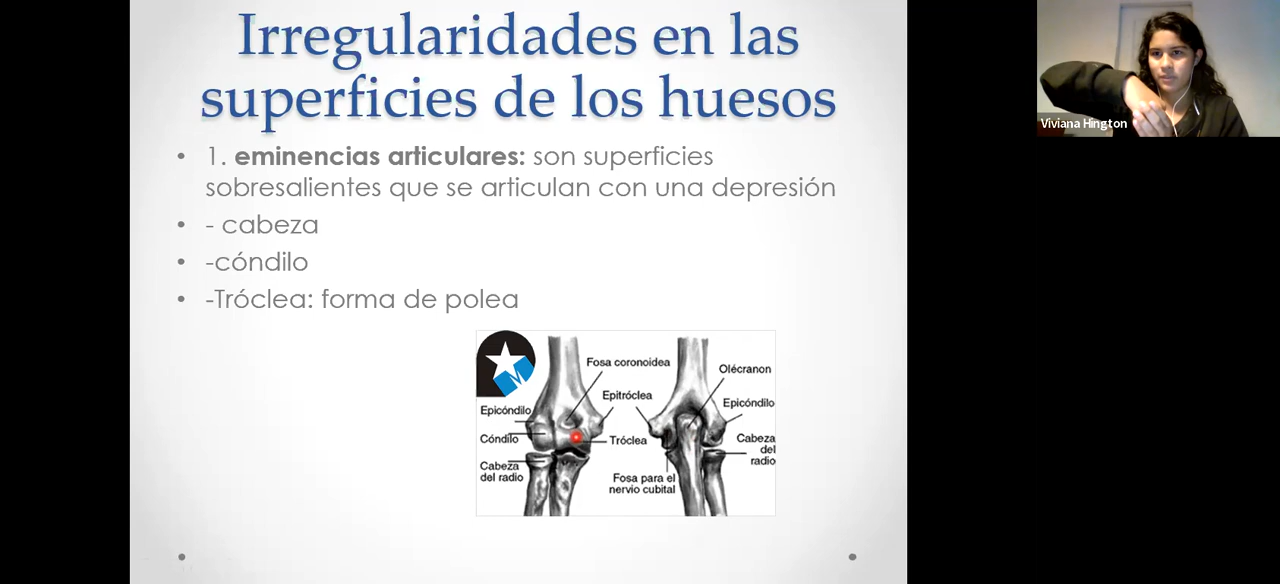 Irregularidades en las
superficies de los huesos
• 1. eminencias articulares: son superficies
sobresalientes que se articulan con una depresión
• - cabeza
• -cóndilo
• -Tróclea: forma de polea
M
Fosa coronoidea
Epitróclea
Epicóndilo
Cóndilo
Tróclea
Cabeza
del radio
Fosa para el
nervio cubital
Olécranon
Epicóndilo
Cabeza
del
radio
Viviana Hington